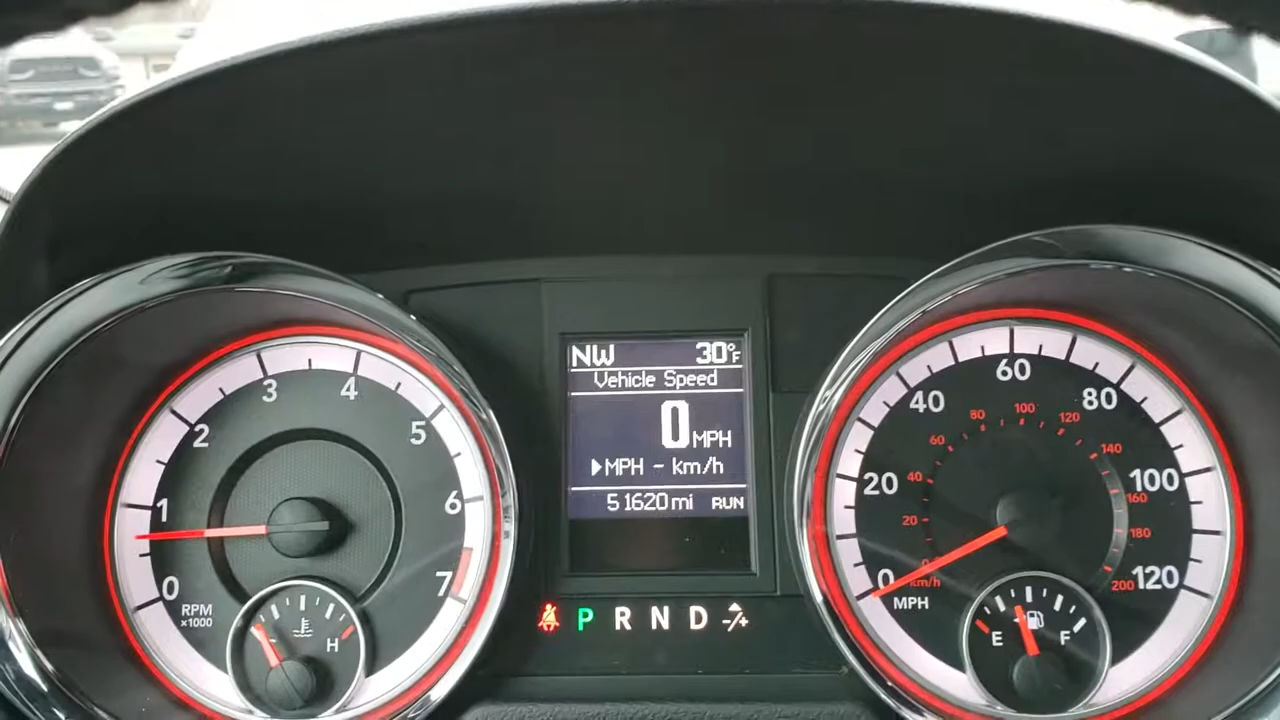 NW 30°F
Vehicle Speed
0 MPH
MPH - km/h
51620 mi RUN
P R N D
0 1 2 3 4 5 6 7
RPM
x1000
H
0 20 40 60 80 100 120
20 40 60 80 100 120 140 160 180 200
0
km/h
MPH
E F